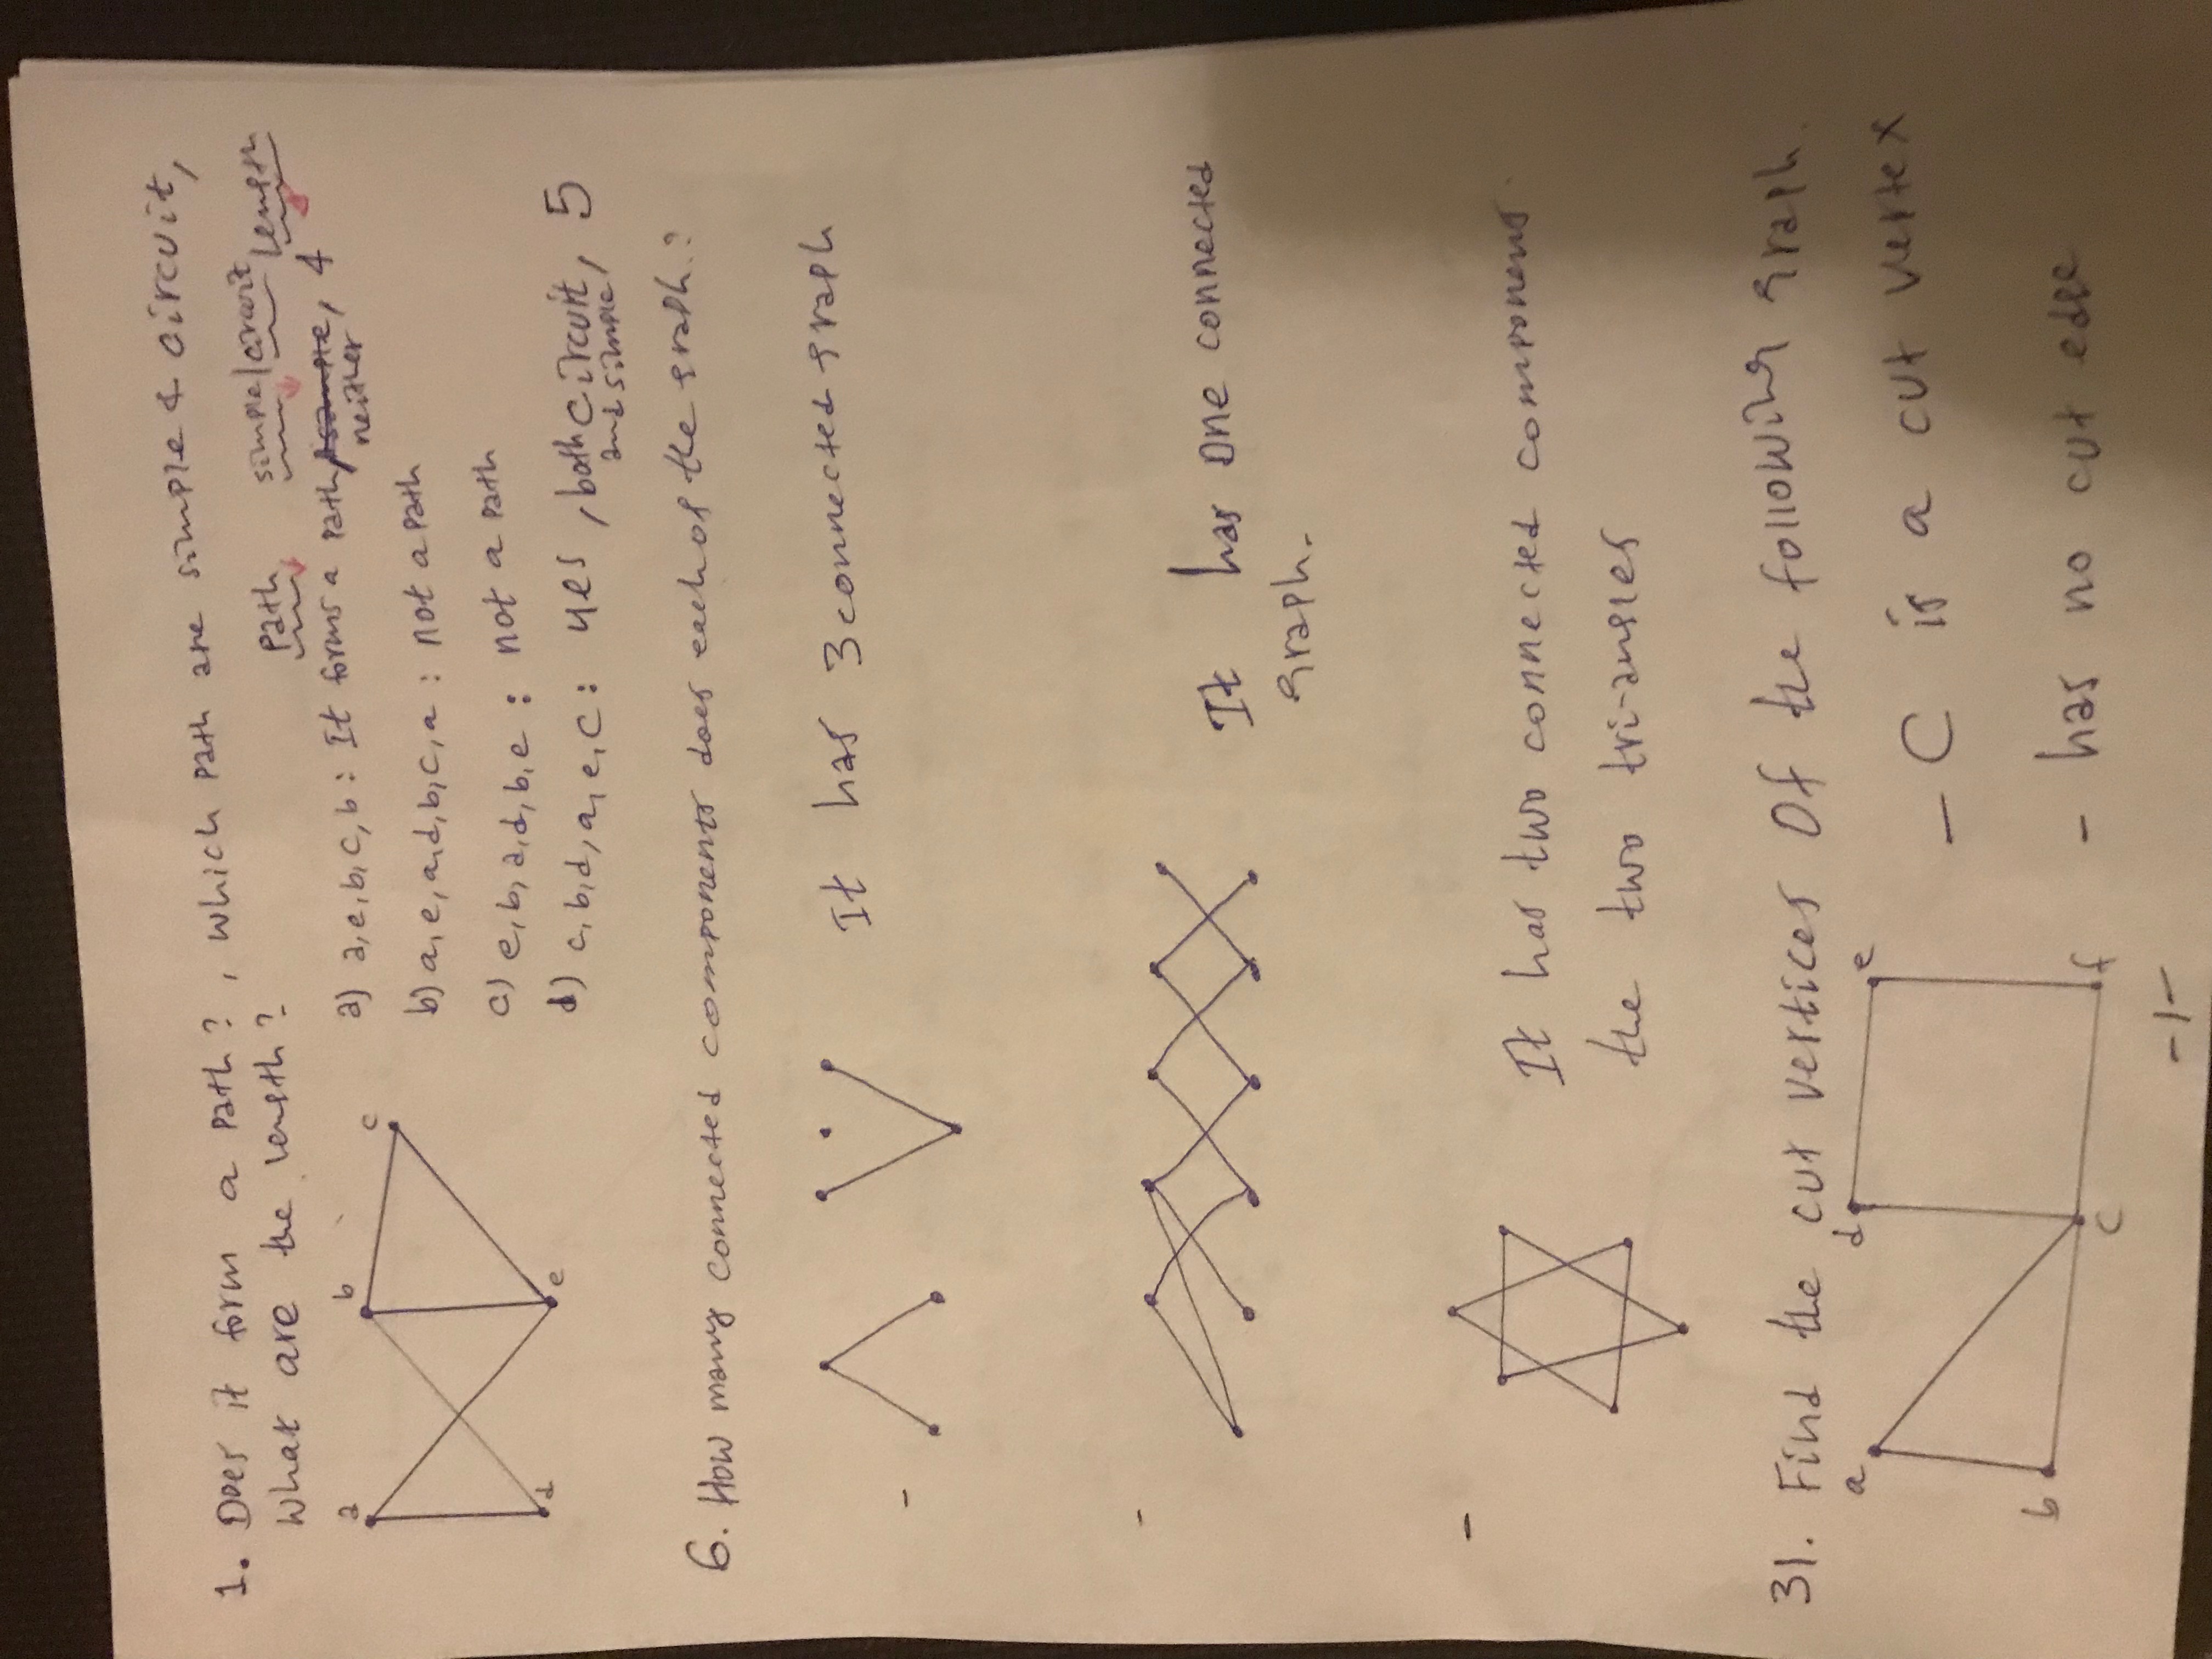 1. Does it form a path?, which path are simple & circuit,
What are the length?
path simple/circuit length
a b c d e
a) a,e,b,c,b: It forms a path, simple, 4
neither
b) a,e,a,d,b,c,a: not a path
c) e,b,a,d,b,e: not a path
d) c,b,d,a,e,c: yes, both circuit, 5
and simple
6. How many connected components does each of the graph.?
- It has 3 connected graph
- It has one connected
graph.
- It has two connected components
the two tri-angles
31. Find the cut vertices Of the following graph.
a d e
b c f
- C is a cut vertex
- has no cut edge
-1-